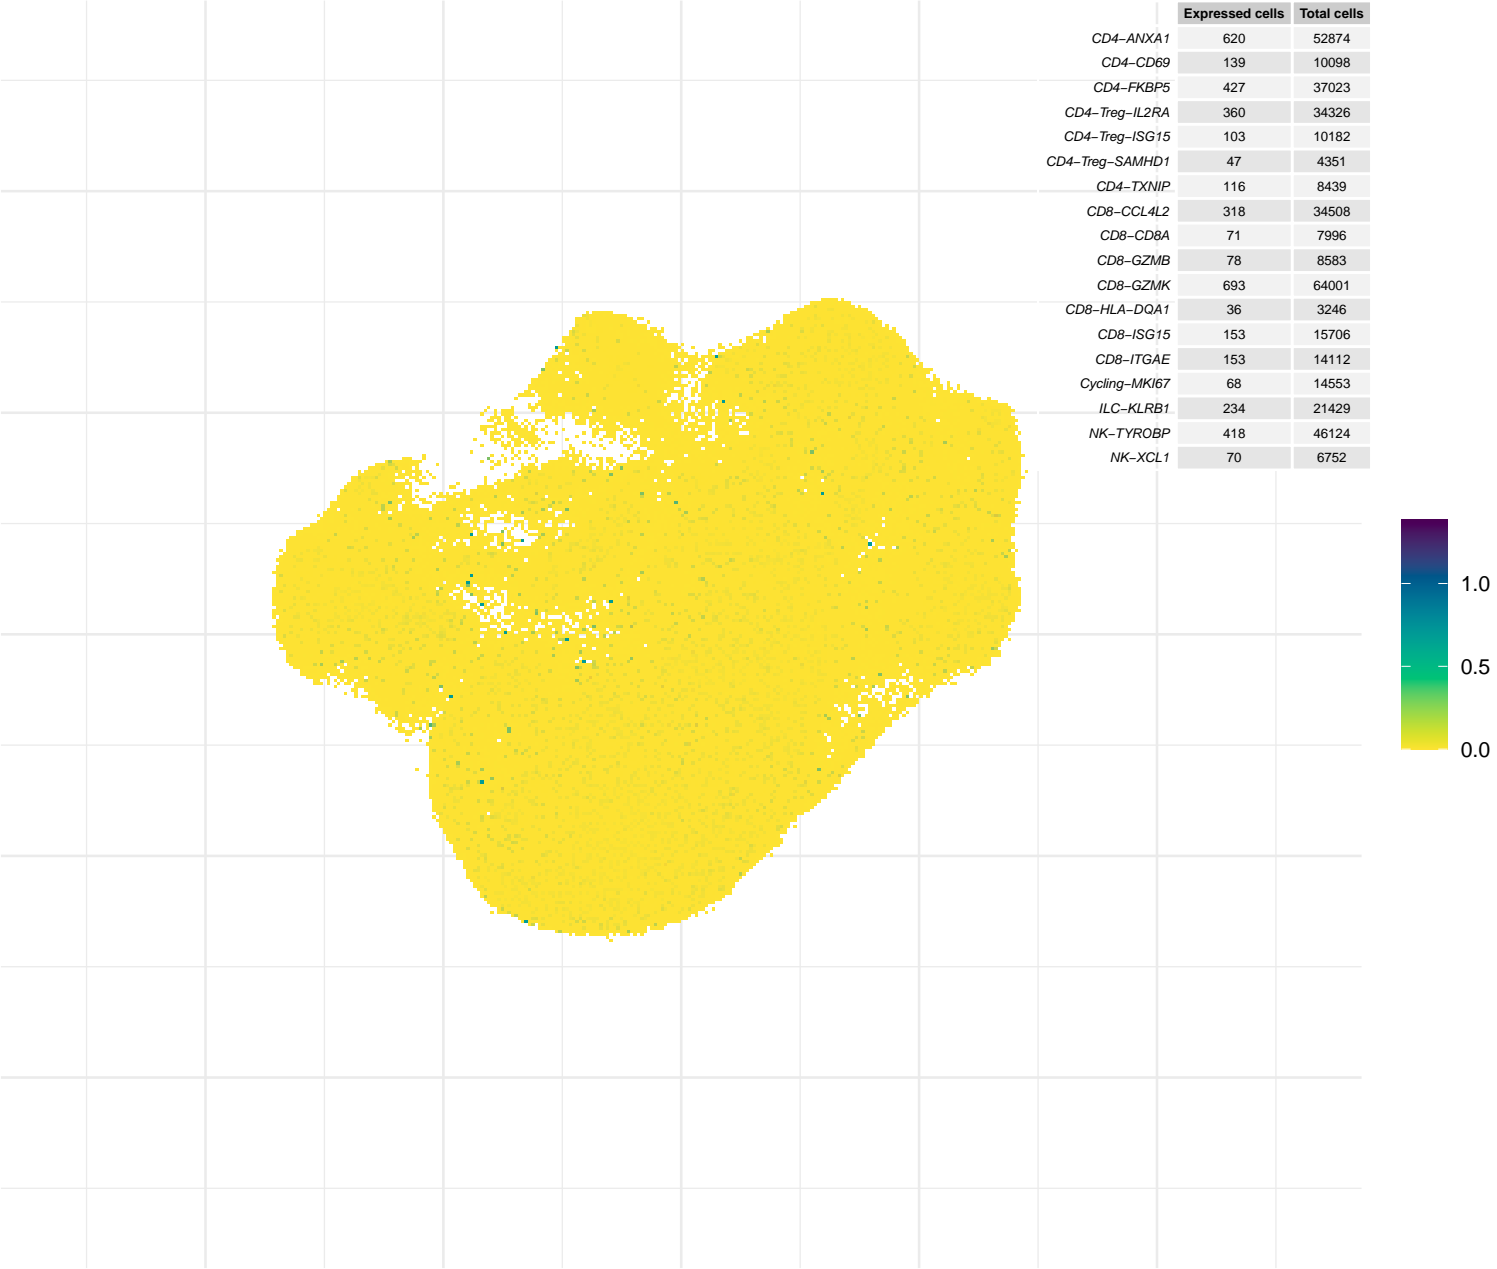 Expressed cells Total cells
CD4−ANXA1 620 52874
CD4−CD69 139 10098
CD4−FKBP5 427 37023
CD4−Treg−IL2RA 360 34326
CD4−Treg−ISG15 103 10182
CD4−Treg−SAMHD1 47 4351
CD4−TXNIP 116 8439
CD8−CCL4L2 318 34508
CD8−CD8A 71 7996
CD8−GZMB 78 8583
CD8−GZMK 693 64001
CD8−HLA−DQA1 36 3246
CD8−ISG15 153 15706
CD8−ITGAE 153 14112
Cycling−MKI67 68 14553
ILC−KLRB1 234 21429
NK−TYROBP 418 46124
NK−XCL1 70 6752
1.0
0.5
0.0